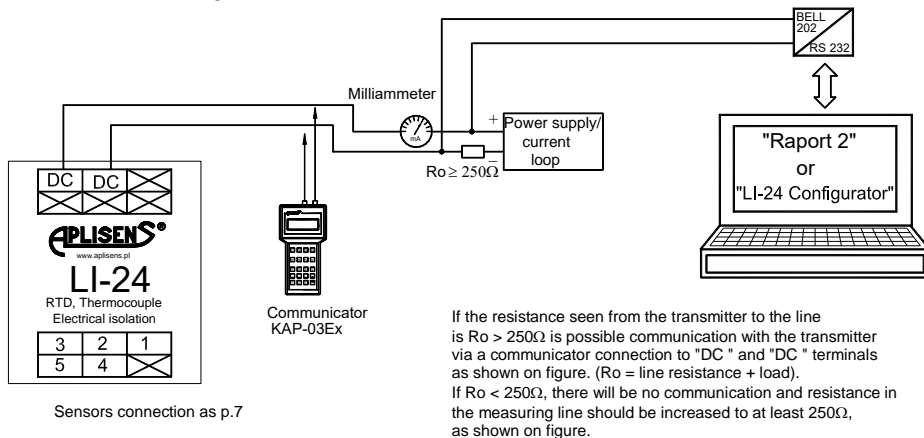 BELL
202
RS 232
Milliammeter
mA
+
Power supply/
current
loop
–
Ro ≥ 250Ω
"Raport 2"
or
"LI-24 Configurator"
DC DC
APLISENS®
www.aplisens.pl
LI-24
RTD, Thermocouple
Electrical isolation
3 2 1
5 4
Sensors connection as p.7
Communicator
KAP-03Ex
If the resistance seen from the transmitter to the line
is Ro > 250Ω is possible communication with the transmitter
via a communicator connection to "DC " and "DC " terminals
as shown on figure. (Ro = line resistance + load).
If Ro < 250Ω, there will be no communication and resistance in
the measuring line should be increased to at least 250Ω,
as shown on figure.